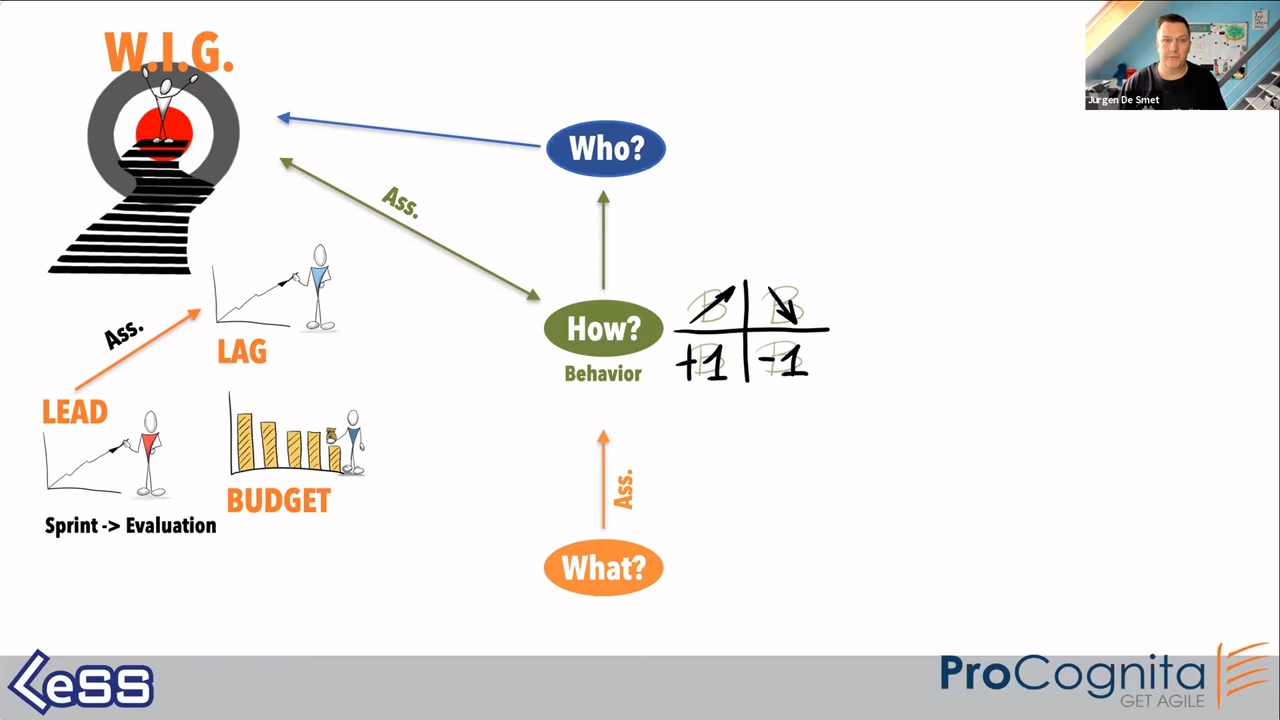 W.I.G.
Jürgen De Smet
Who?
Ass.
How?
Behavior
B
B
+1
B
-1
B
Ass.
LAG
LEAD
BUDGET
Sprint -> Evaluation
Ass.
What?
LeSS
ProCognita
GET AGILE